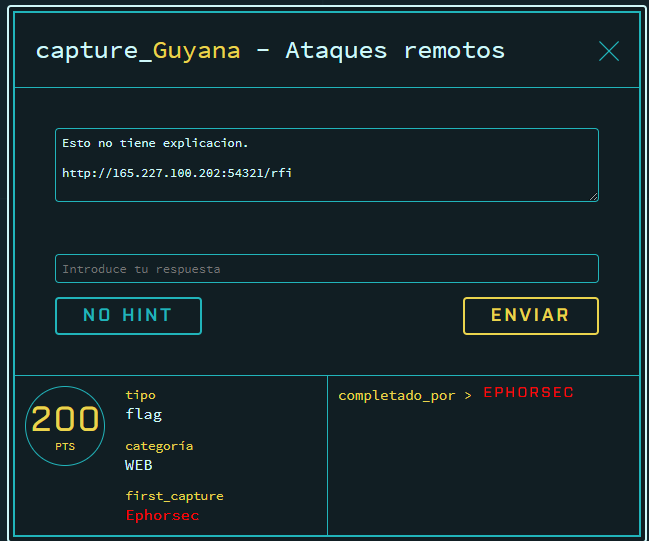 capture_Guyana - Ataques remotos
Esto no tiene explicacion.
http://165.227.100.202:54321/rfi
Introduce tu respuesta
NO HINT
ENVIAR
200
PTS
tipo
flag
categoría
WEB
first_capture
Ephorsec
completado_por > EPHORSEC